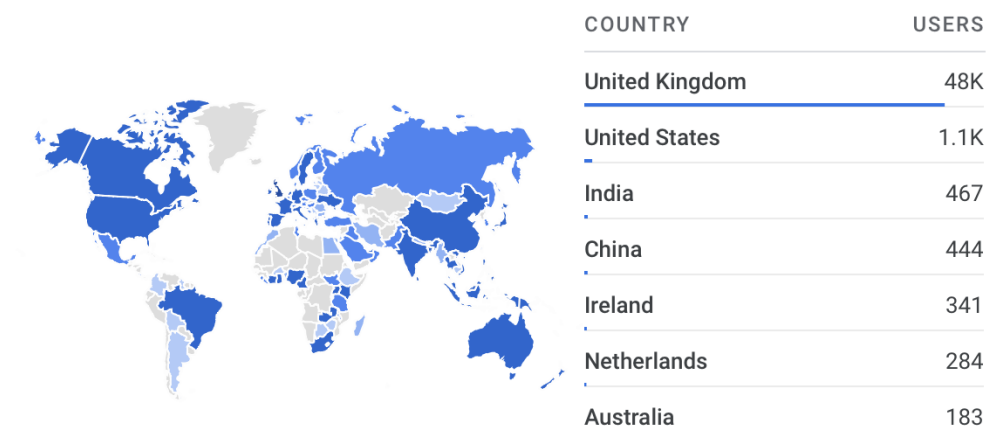 COUNTRY USERS
United Kingdom 48K
United States 1.1K
India 467
China 444
Ireland 341
Netherlands 284
Australia 183